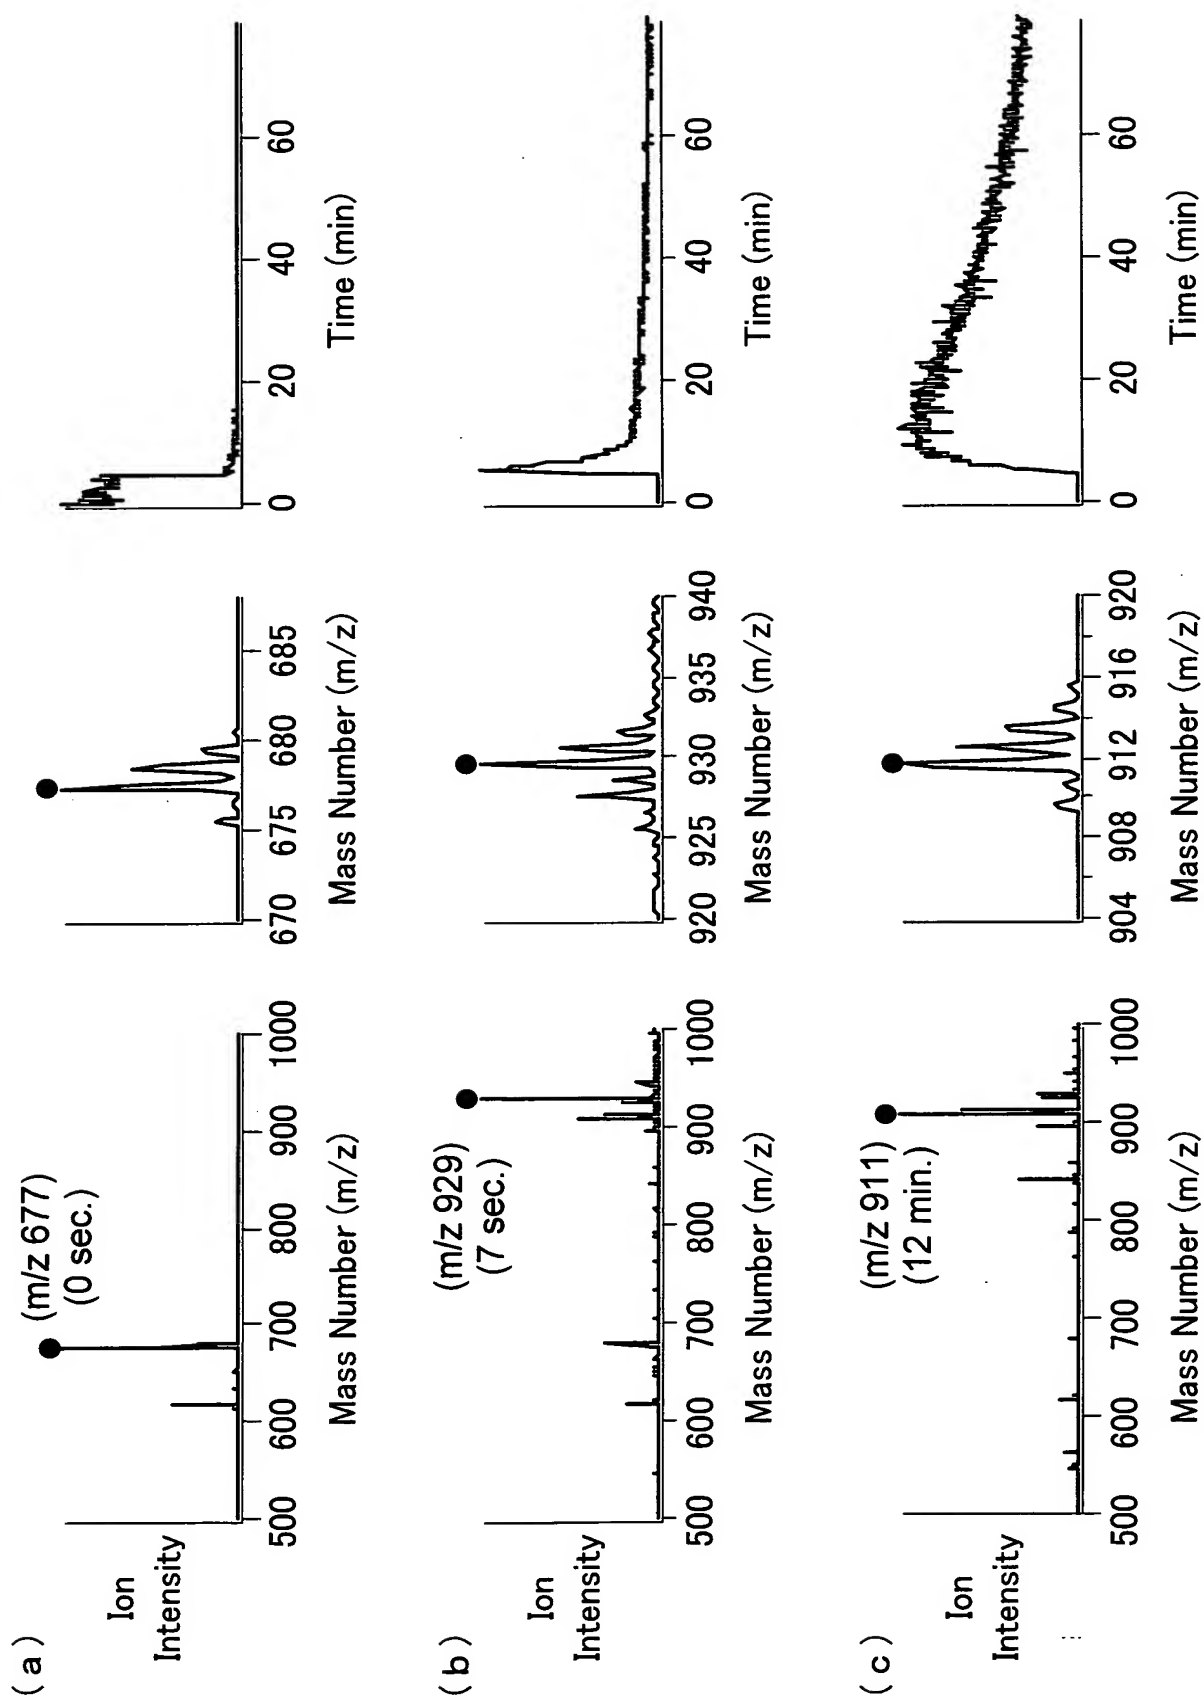 ( a )
Ion
Intensity
(m/z 677)
(0 sec.)
500 600 700 800 900 1000
Mass Number (m/z)
670 675 680 685
Mass Number (m/z)
0 20 40 60
Time (min)
( b )
Ion
Intensity
(m/z 929)
(7 sec.)
500 600 700 800 900 1000
Mass Number (m/z)
920 925 930 935 940
Mass Number (m/z)
0 20 40 60
Time (min)
( c )
Ion
Intensity
(m/z 911)
(12 min.)
500 600 700 800 900 1000
Mass Number (m/z)
904 908 912 916 920
Mass Number (m/z)
0 20 40 60
Time (min)